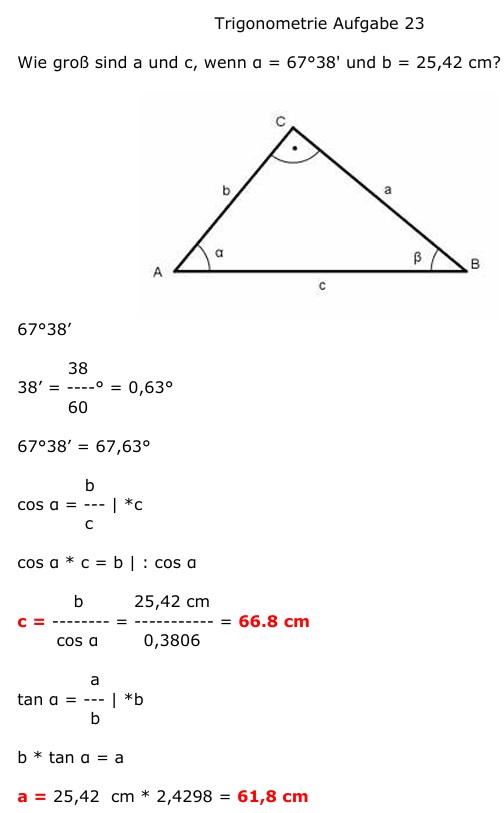 Trigonometrie Aufgabe 23
Wie groß sind a und c, wenn α = 67°38' und b = 25,42 cm?
C
b
a
α
β
A
B
c
67°38′
38
38′ = ----° = 0,63°
60
67°38′ = 67,63°
b
cos α = --- | *c
c
cos α * c = b | : cos α
b 25,42 cm
c = -------- = ----------- = 66.8 cm
cos α 0,3806
a
tan α = --- | *b
b
b * tan α = a
a = 25,42 cm * 2,4298 = 61,8 cm